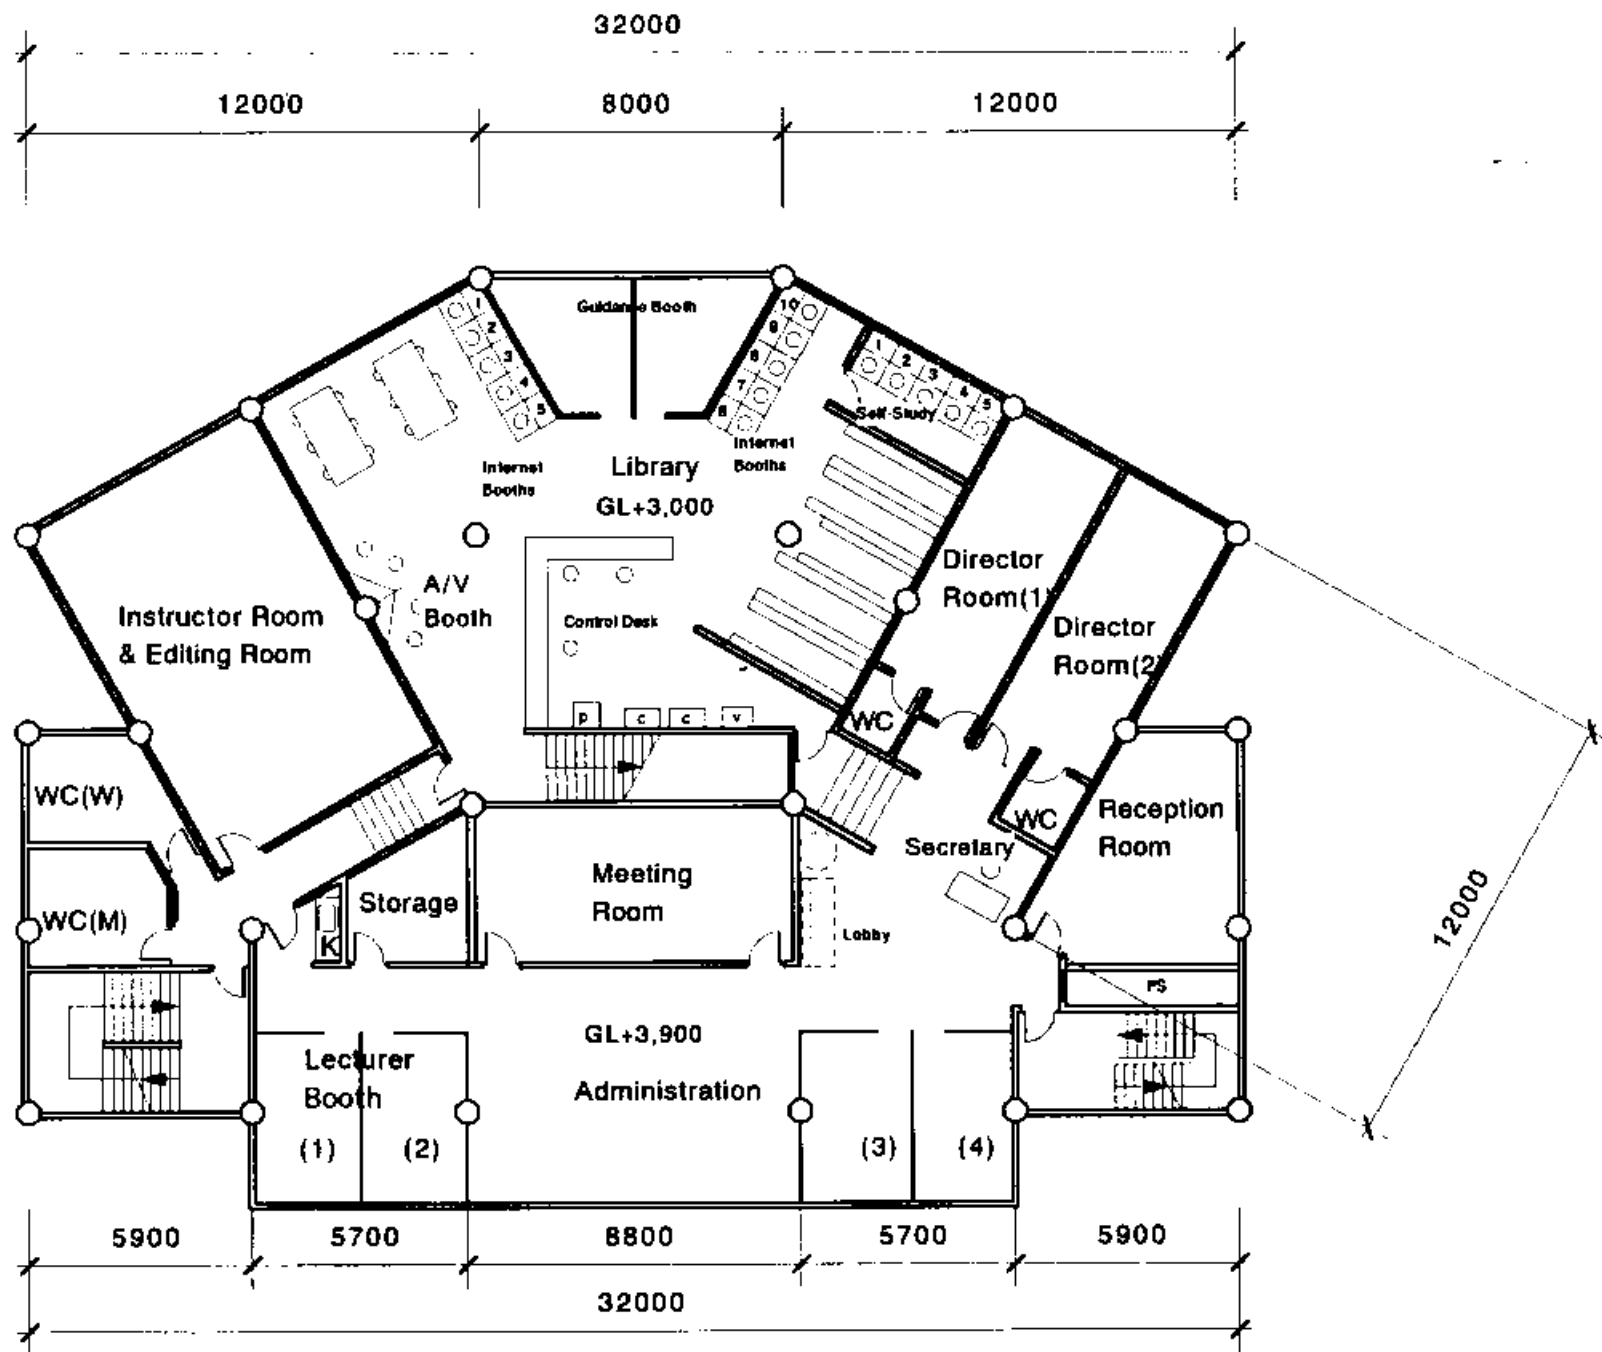 32000
12000
8000
12000
Guidance Booth
1
2
3
4
5
10
9
8
7
6
1
2
3
4
5
Self-Study
Internet
Booths
Library
GL+3,000
Internet
Booths
A/V
Booth
Control Desk
Instructor Room
& Editing Room
Director
Room(1)
Director
Room(2)
P
C
C
V
WC
WC(W)
WC
Reception
Room
Secretary
Meeting
Room
Storage
WC(M)
K
Lobby
PS
12000
GL+3,900
Administration
Lecturer
Booth
(1)
(2)
(3)
(4)
5900
5700
8800
5700
5900
32000